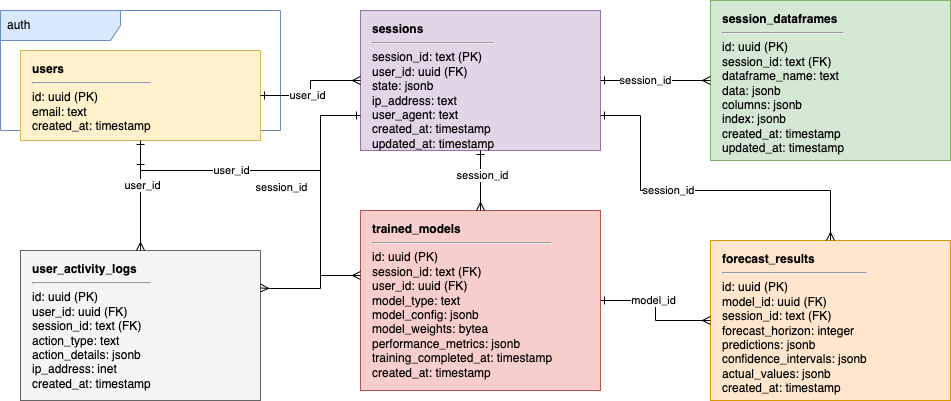 auth
users
id: uuid (PK)
email: text
created_at: timestamp
user_id
sessions
session_id: text (PK)
user_id: uuid (FK)
state: jsonb
ip_address: text
user_agent: text
created_at: timestamp
updated_at: timestamp
session_id
session_dataframes
id: uuid (PK)
session_id: text (FK)
dataframe_name: text
data: jsonb
columns: jsonb
index: jsonb
created_at: timestamp
updated_at: timestamp
user_id
user_id
session_id
session_id
session_id
user_activity_logs
id: uuid (PK)
user_id: uuid (FK)
session_id: text (FK)
action_type: text
action_details: jsonb
ip_address: inet
created_at: timestamp
trained_models
id: uuid (PK)
session_id: text (FK)
user_id: uuid (FK)
model_type: text
model_config: jsonb
model_weights: bytea
performance_metrics: jsonb
training_completed_at: timestamp
created_at: timestamp
model_id
forecast_results
id: uuid (PK)
model_id: uuid (FK)
session_id: text (FK)
forecast_horizon: integer
predictions: jsonb
confidence_intervals: jsonb
actual_values: jsonb
created_at: timestamp